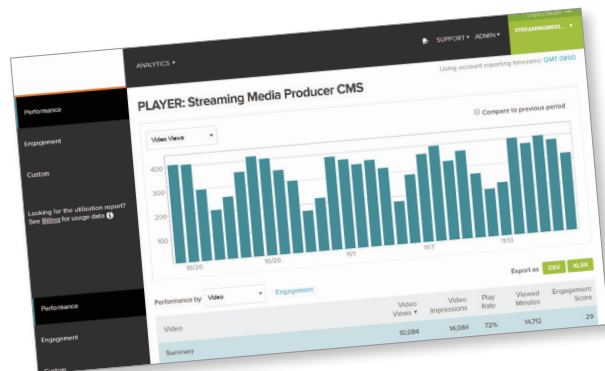 ANALYTICS
SUPPORT ADMIN
STREAMINGMEDI...
Using account reporting timezone: GMT 0800
Performance
Engagement
Custom
Looking for the utilization report?
See Billing for usage data
PLAYER: Streaming Media Producer CMS
Video Views
Compare to previous period
400
300
200
100
10/20
10/26
11/1
11/7
11/13
Export as CSV XLSX
Performance by Video Engagement
Video
Video Views
Video Impressions
Play Rate
Viewed Minutes
Engagement Score
Summary
10,084 14,084 72% 14,712 29
Performance
Engagement
Custom